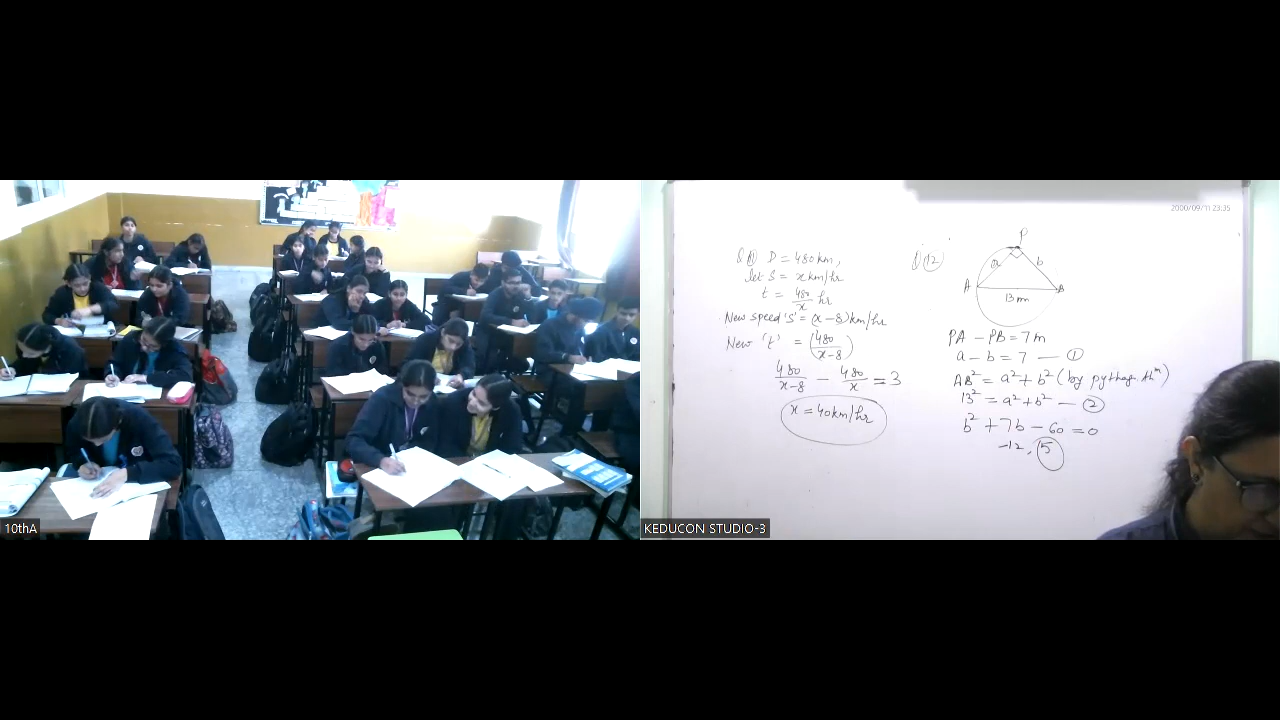 2000/09/11 23:35
Q 11 D = 480 km,
let S = x km/hr
t = 480/x hr
New speed 'S' = (x-8) km/hr
New 't' = (480/x-8)
480/x-8 - 480/x = 3
x = 40 km/hr
Q 12
P
a b
A B
13 m
PA - PB = 7m
a - b = 7 — ①
AB² = a² + b² (by pythag thm)
13² = a² + b² — ②
b² + 7b - 60 = 0
-12, 5
10thA
KEDUCON STUDIO-3